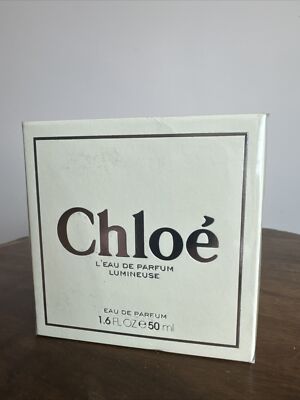 Chloé
L'EAU DE PARFUM
LUMINEUSE
EAU DE PARFUM
1.6 FL OZ ℮ 50 ml